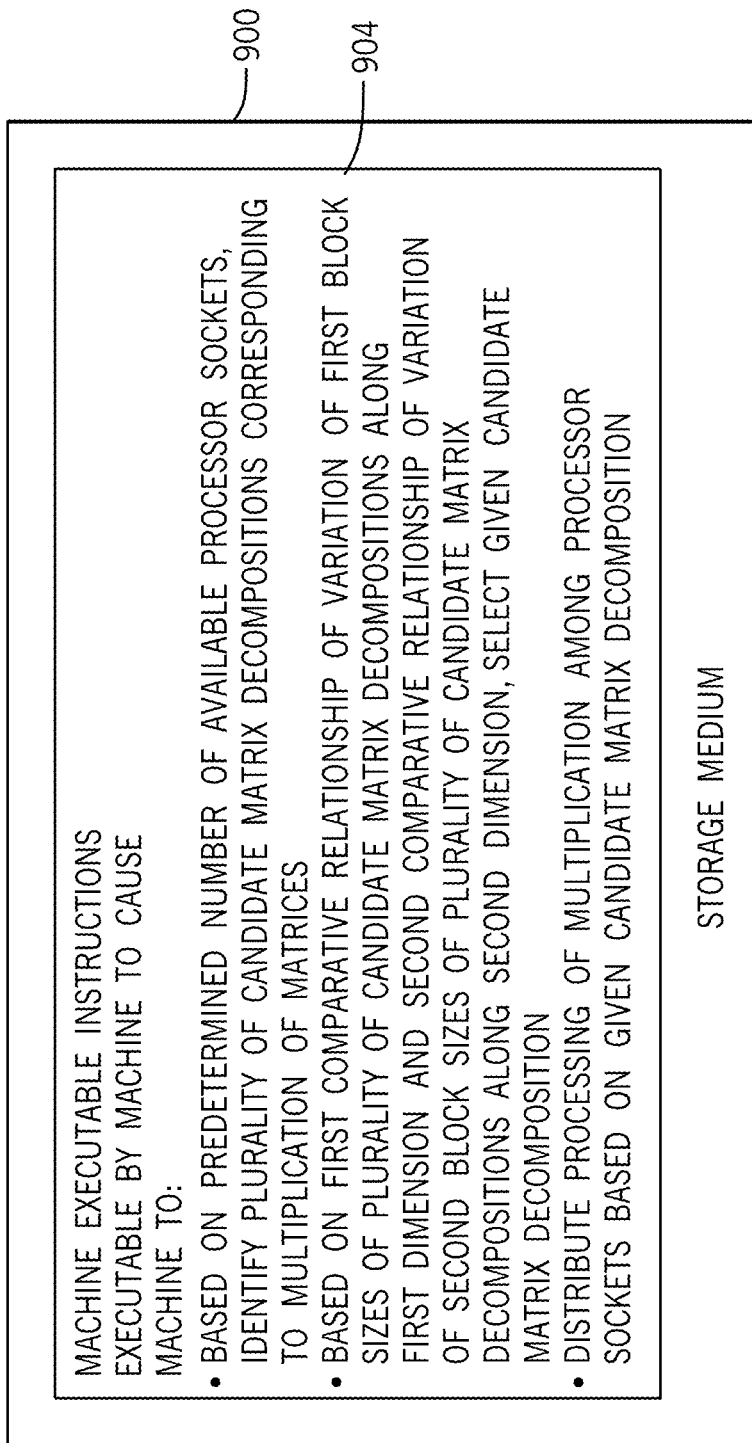 MACHINE EXECUTABLE INSTRUCTIONS
EXECUTABLE BY MACHINE TO CAUSE
MACHINE TO:
• BASED ON PREDETERMINED NUMBER OF AVAILABLE PROCESSOR SOCKETS,
IDENTIFY PLURALITY OF CANDIDATE MATRIX DECOMPOSITIONS CORRESPONDING
TO MULTIPLICATION OF MATRICES
• BASED ON FIRST COMPARATIVE RELATIONSHIP OF VARIATION OF FIRST BLOCK
SIZES OF PLURALITY OF CANDIDATE MATRIX DECOMPOSITIONS ALONG
FIRST DIMENSION AND SECOND COMPARATIVE RELATIONSHIP OF VARIATION
OF SECOND BLOCK SIZES OF PLURALITY OF CANDIDATE MATRIX
DECOMPOSITIONS ALONG SECOND DIMENSION, SELECT GIVEN CANDIDATE
MATRIX DECOMPOSITION
• DISTRIBUTE PROCESSING OF MULTIPLICATION AMONG PROCESSOR
SOCKETS BASED ON GIVEN CANDIDATE MATRIX DECOMPOSITION
STORAGE MEDIUM
900
904